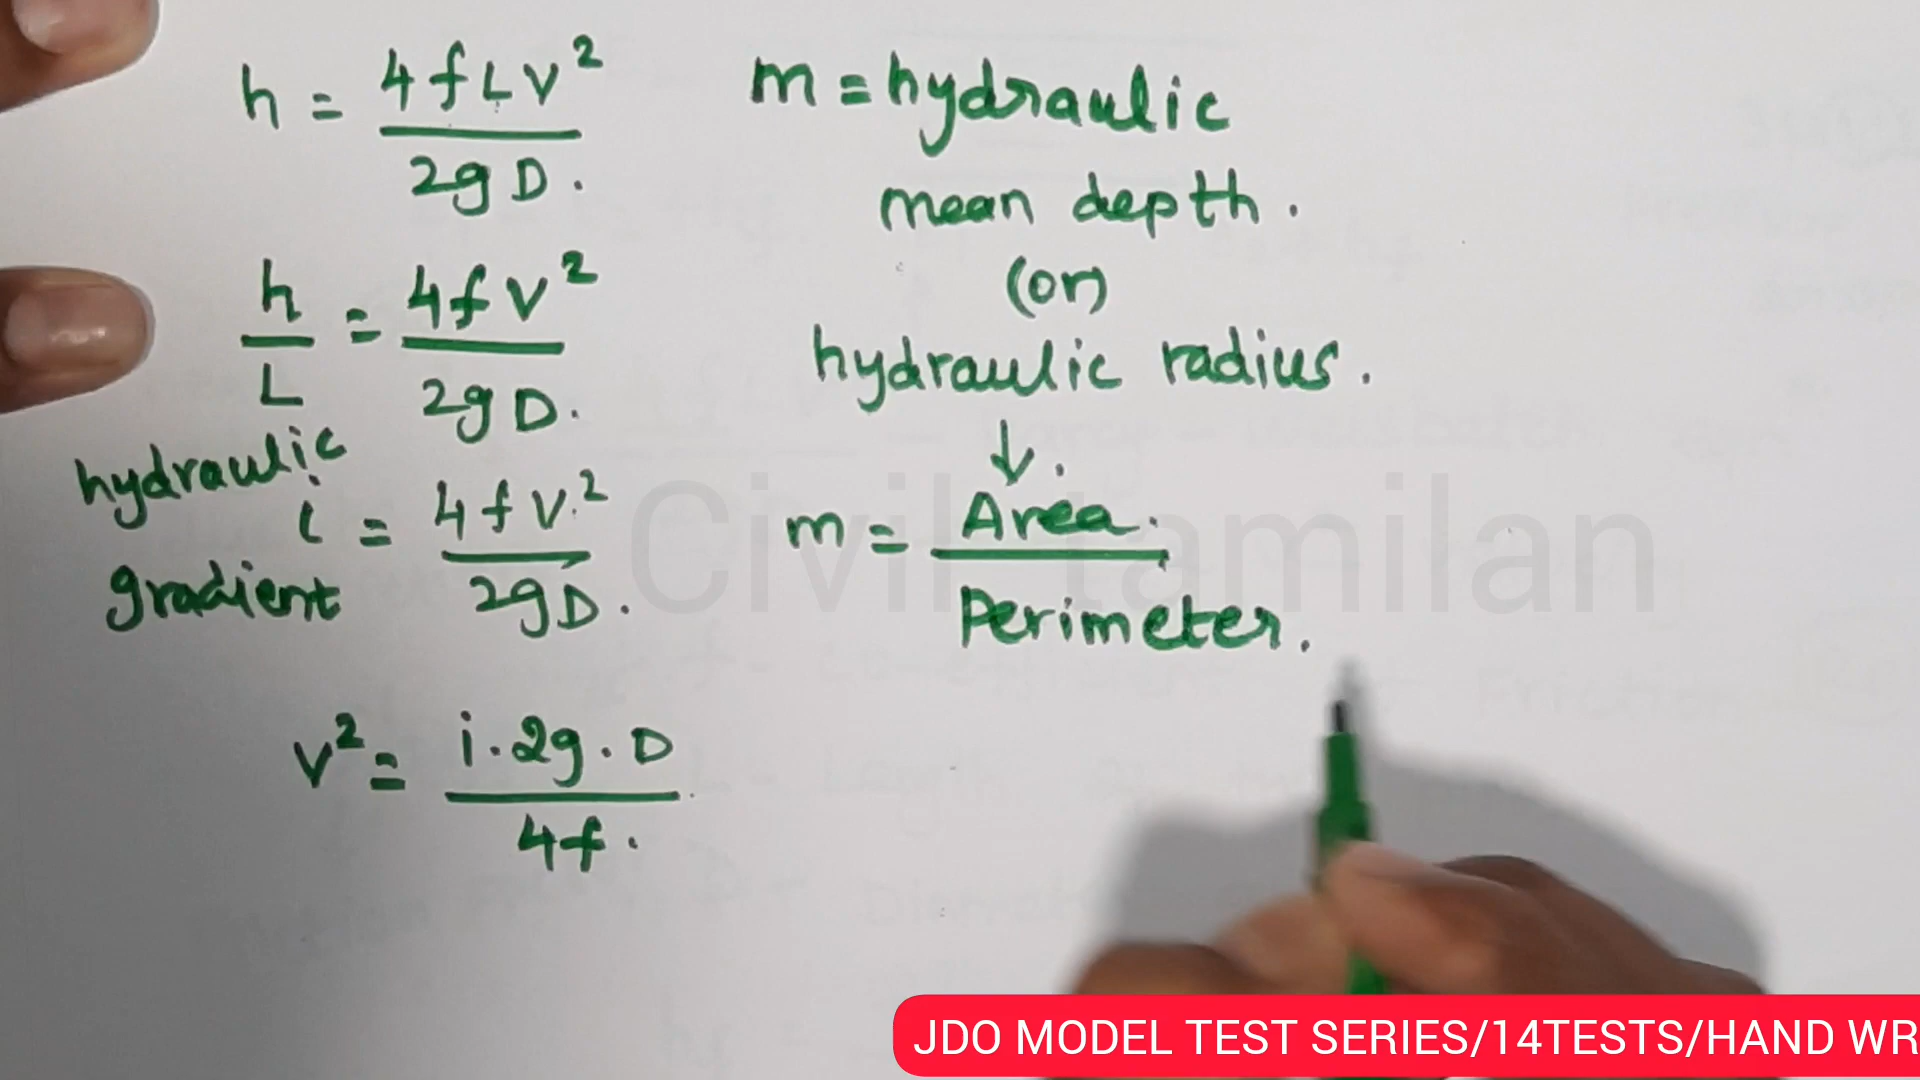 h = 4fLv²
2gD.
h/L = 4fv²
2gD.
hydraulic
i = 4fv²
gradient
2gD.
v² = i.2g.D
4f.
m = hydraulic
mean depth.
(or)
hydraulic radius.
↓.
m = Area.
Perimeter.
Civil tamilan
JDO MODEL TEST SERIES/14TESTS/HAND WR